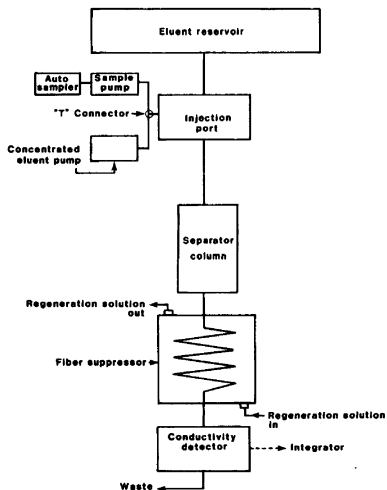 Eluent reservoir
Auto
sampler
Sample
pump
"T" Connector
Injection
port
Concentrated
eluent pump
Separator
column
Regeneration solution
out
Fiber suppressor
Regeneration solution
in
Conductivity
detector
Integrator
Waste